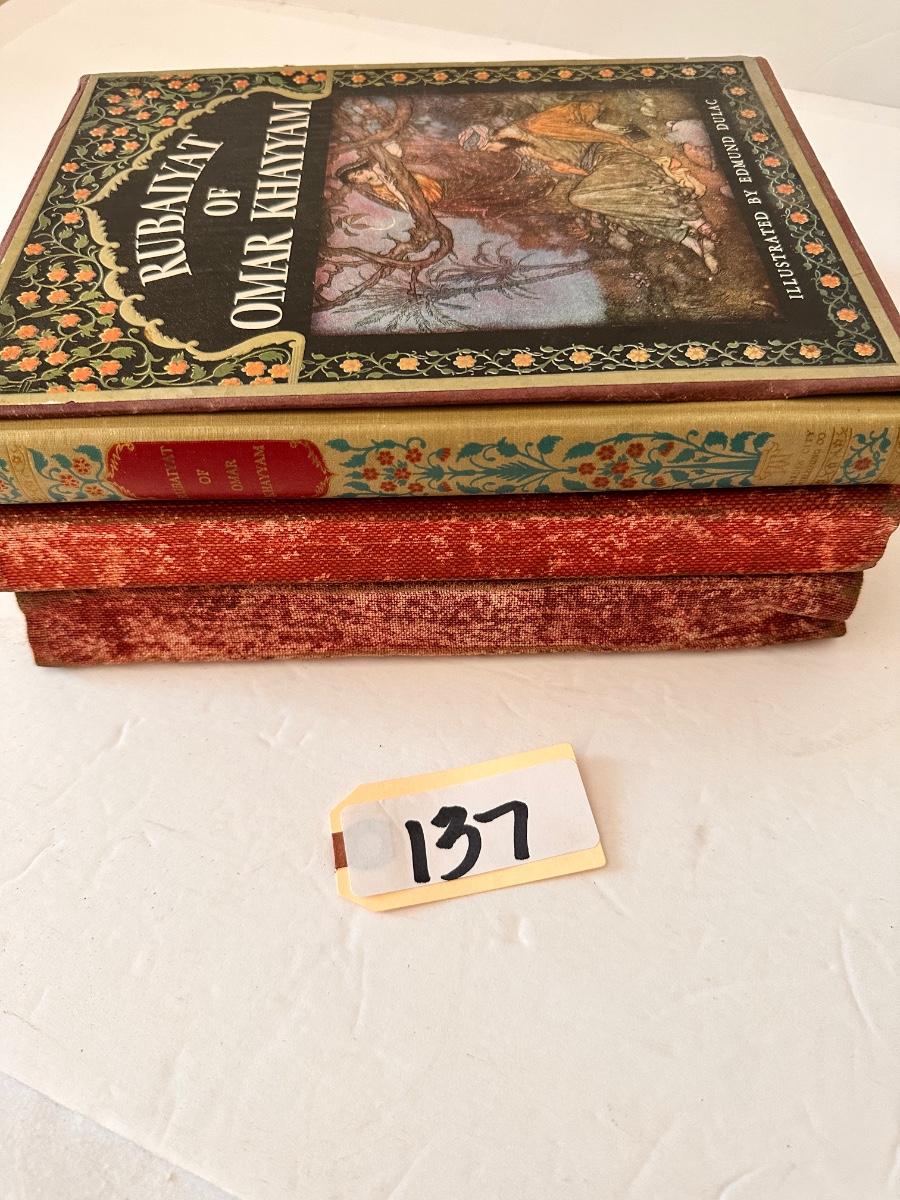 RUBAIYAT
OF
OMAR KHAYYAM
ILLUSTRATED BY EDMUND DULAC
RUBAIYAT
OF
OMAR
KHAYYAM
137